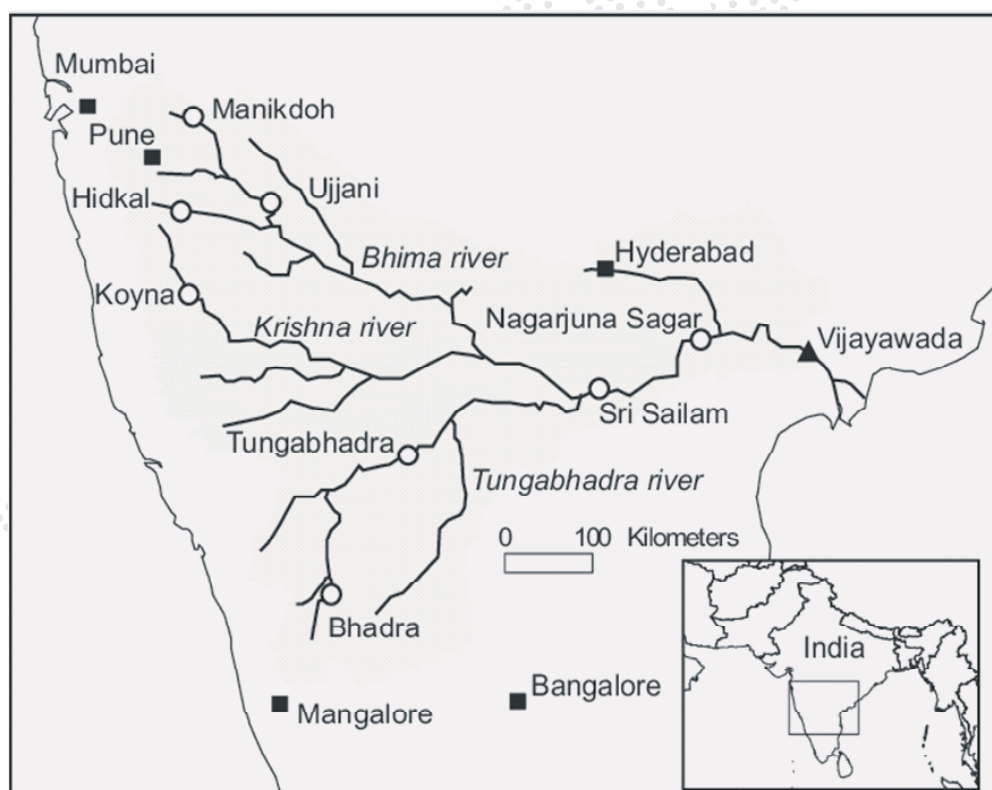 Mumbai
Manikdoh
Pune
Ujjani
Hidkal
Bhima river
Hyderabad
Koyna
Krishna river
Nagarjuna Sagar
Vijayawada
Sri Sailam
Tungabhadra
Tungabhadra river
0 100 Kilometers
Bhadra
India
Bangalore
Mangalore